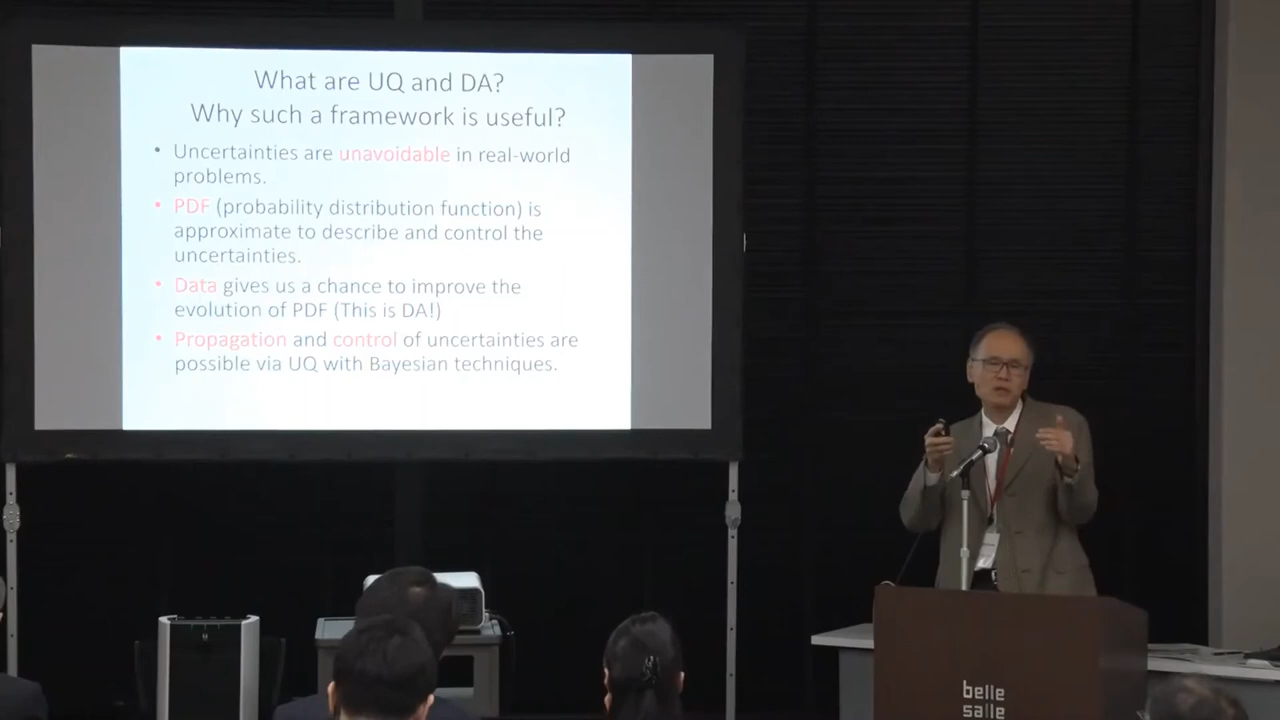 What are UQ and DA?
Why such a framework is useful?
• Uncertainties are unavoidable in real-world
problems.
• PDF (probability distribution function) is
approximate to describe and control the
uncertainties.
• Data gives us a chance to improve the
evolution of PDF (This is DA!)
• Propagation and control of uncertainties are
possible via UQ with Bayesian techniques.
belle
salle